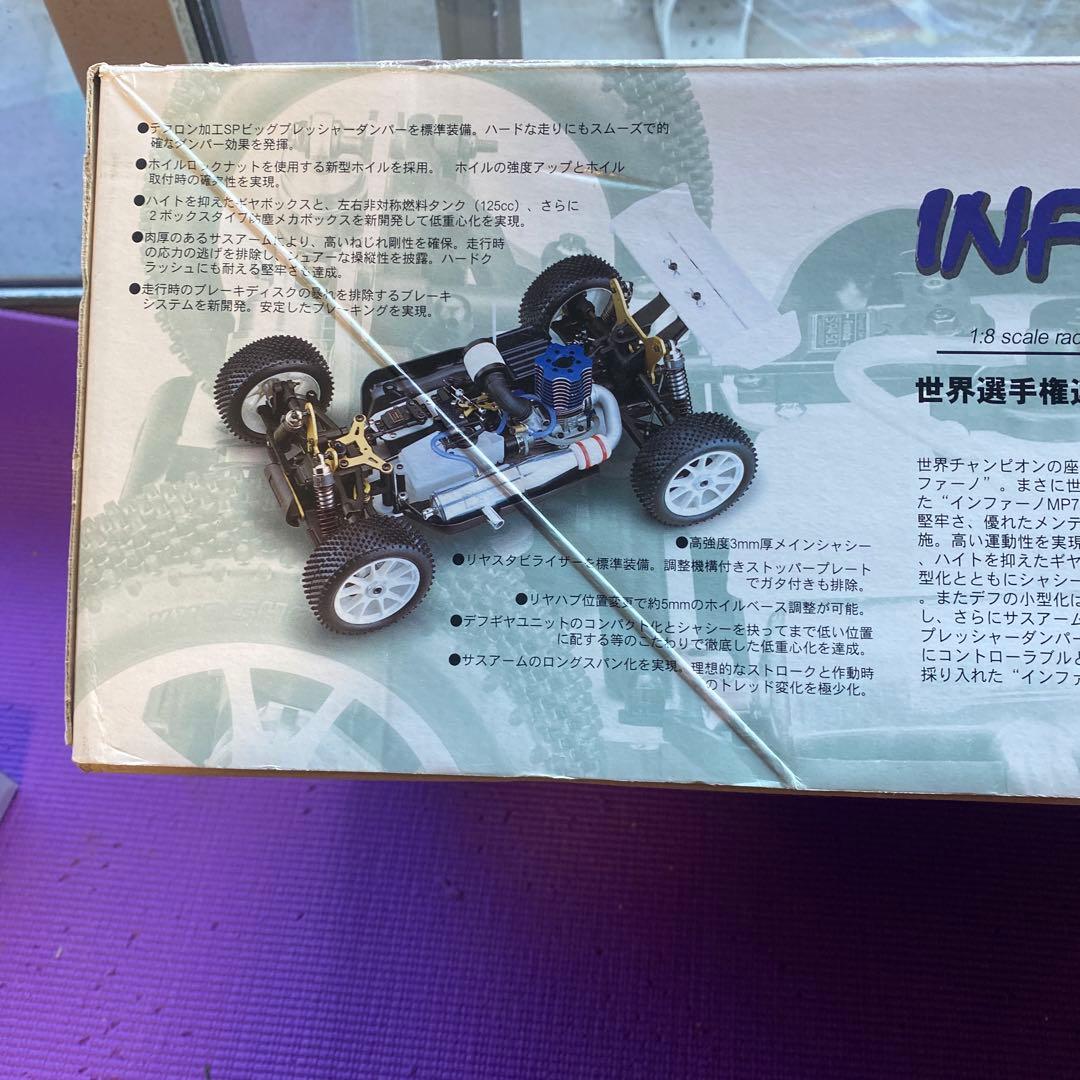 ●テフロン加工SPビッグプレッシャーダンパーを標準装備。ハードな走りにもスムーズで的
確なダンパー効果を発揮。
●ホイルロックナットを使用する新型ホイルを採用。 ホイルの強度アップとホイル
取付時の確実性を実現。
●ハイトを抑えたギヤボックスと、左右非対称燃料タンク（125cc）、さらに
２ボックスタイプ防塵メカボックスを新開発して低重心化を実現。
●肉厚のあるサスアームにより、高いねじれ剛性を確保。走行時
の応力の逃げを排除し、シュアーな操縦性を披露。ハードク
ラッシュにも耐える堅牢さも達成。
●走行時のブレーキディスクの暴れを排除するブレーキ
システムを新開発。安定したブレーキングを実現。
●高強度3mm厚メインシャシー
●リヤスタビライザーを標準装備。調整機構付きストッパープレート
でガタ付きも排除。
●リヤハブ位置変更で約5mmのホイルベース調整が可能。
●デフギヤユニットのコンパクト化とシャシーを抉ってまで低い位置
に配する等のこだわりで徹底した低重心化を達成。
●サスアームのロングスパン化を実現。理想的なストロークと作動時
のトレッド変化を極少化。
INF
1:8 scale rad
世界選手権
世界チャンピオンの座
ファーノ”。まさに世
た“インファーノMP7
堅牢さ、優れたメンテ
施。高い運動性を実現
、ハイトを抑えたギヤ
型化とともにシャシー
。またデフの小型化は
し、さらにサスアーム
プレッシャーダンパー
にコントローラブルと
採り入れた“インファ